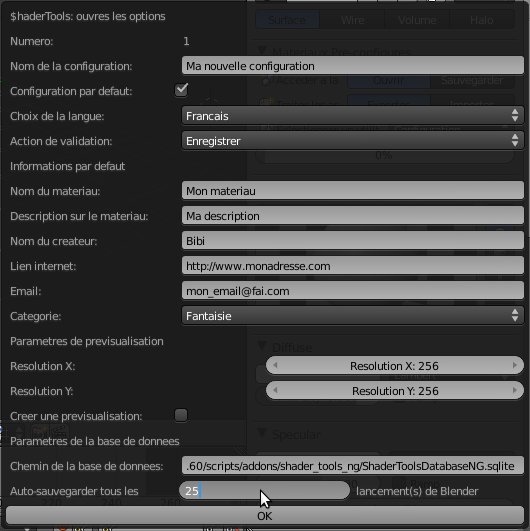 $haderTools: ouvres les options
Surface Wire Volume Halo
Numero: 1
Materiaux Pre-configures
Nom de la configuration: Ma nouvelle configuration
Configuration par defaut: Acceder a la Ouvrir Sauvegarder
Choix de la langue: Francais
Action de validation: Enregistrer
0%
Informations par defaut
Nom du materiau: Mon materiau
Description sur le materiau: Ma description
Nom du createur: Bibi
Lien internet: http://www.monadresse.com
Email: mon_email@fai.com
Categorie: Fantaisie
Parametres de previsualisation
Diffuse
Resolution X: Resolution X: 256
Resolution Y: Resolution Y: 256
Creer une previsualisation:
Specular
Parametres de la base de donnees
Chemin de la base de donnees: .60/scripts/addons/shader_tools_ng/ShaderToolsDatabaseNG.sqlite
Auto-sauvegarder tous les 25 lancement(s) de Blender
OK